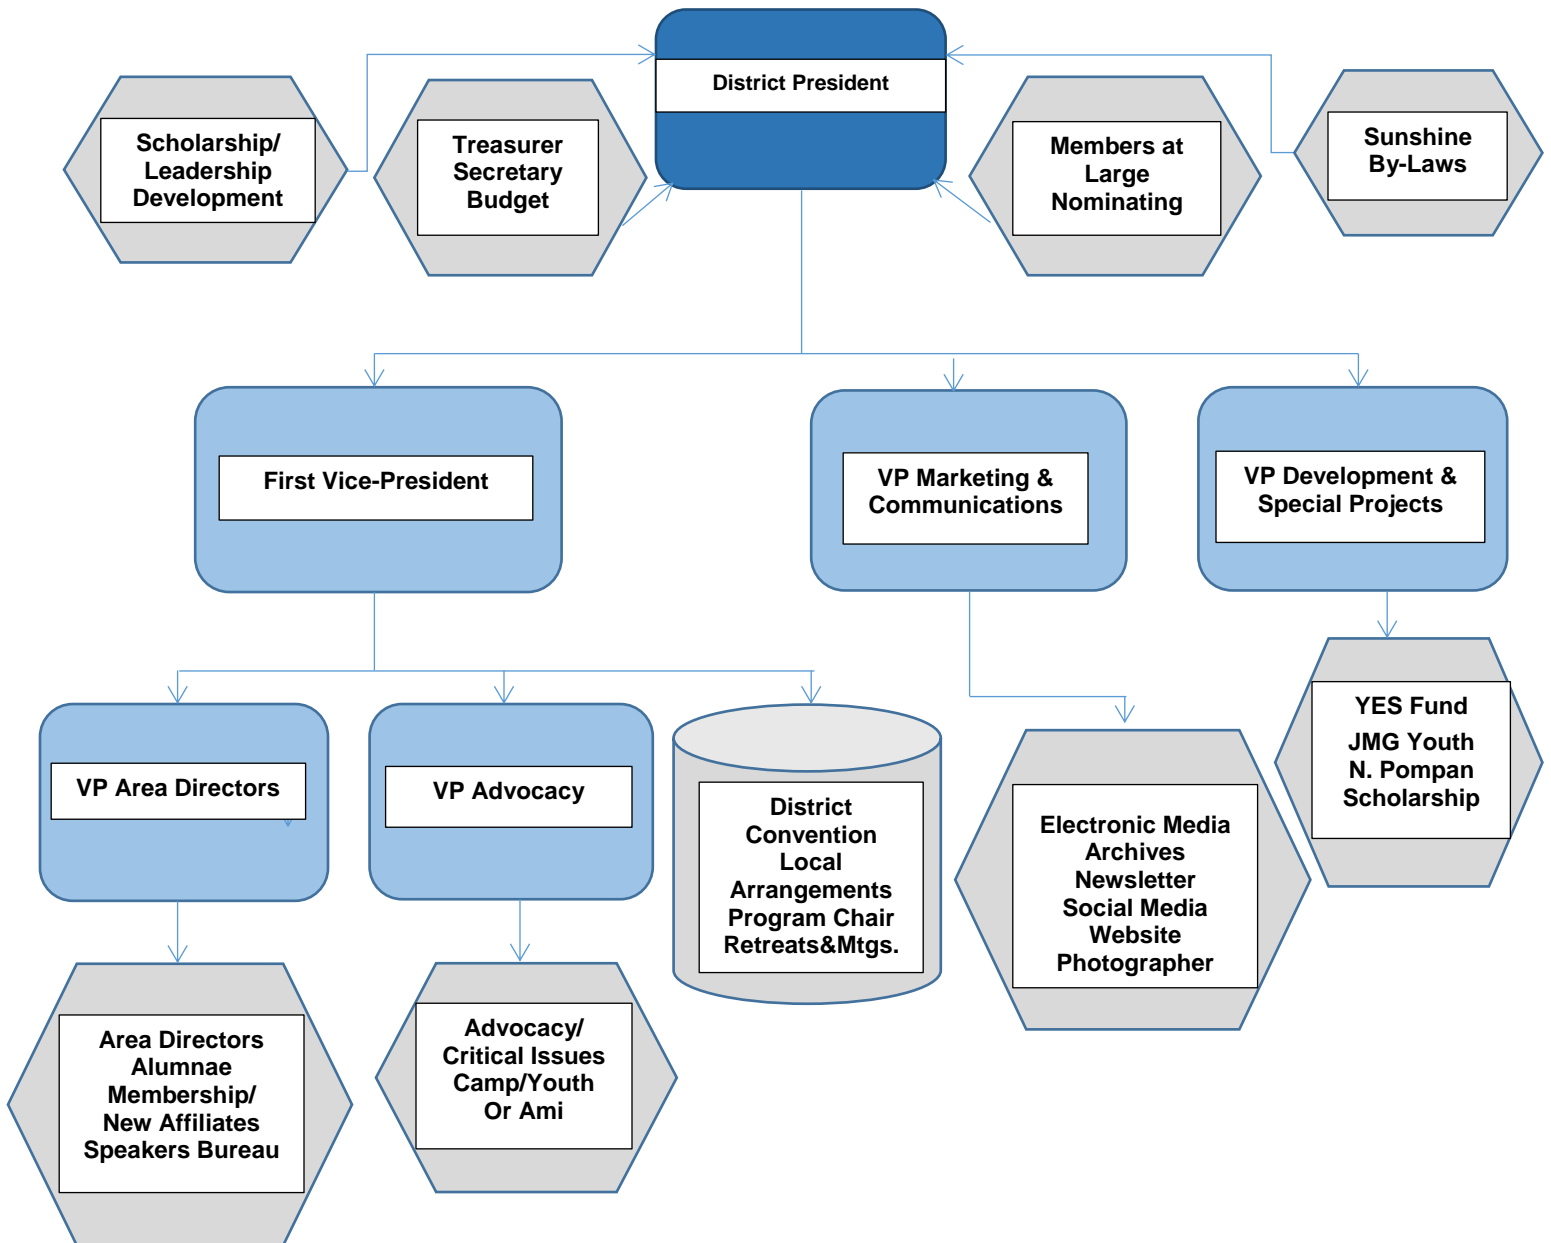 District President
Scholarship/
Leadership
Development
Treasurer
Secretary
Budget
Members at
Large
Nominating
Sunshine
By-Laws
First Vice-President
VP Marketing &
Communications
VP Development &
Special Projects
VP Area Directors
VP Advocacy
District
Convention
Local
Arrangements
Program Chair
Retreats&Mtgs.
Electronic Media
Archives
Newsletter
Social Media
Website
Photographer
YES Fund
JMG Youth
N. Pompan
Scholarship
Area Directors
Alumnae
Membership/
New Affiliates
Speakers Bureau
Advocacy/
Critical Issues
Camp/Youth
Or Ami